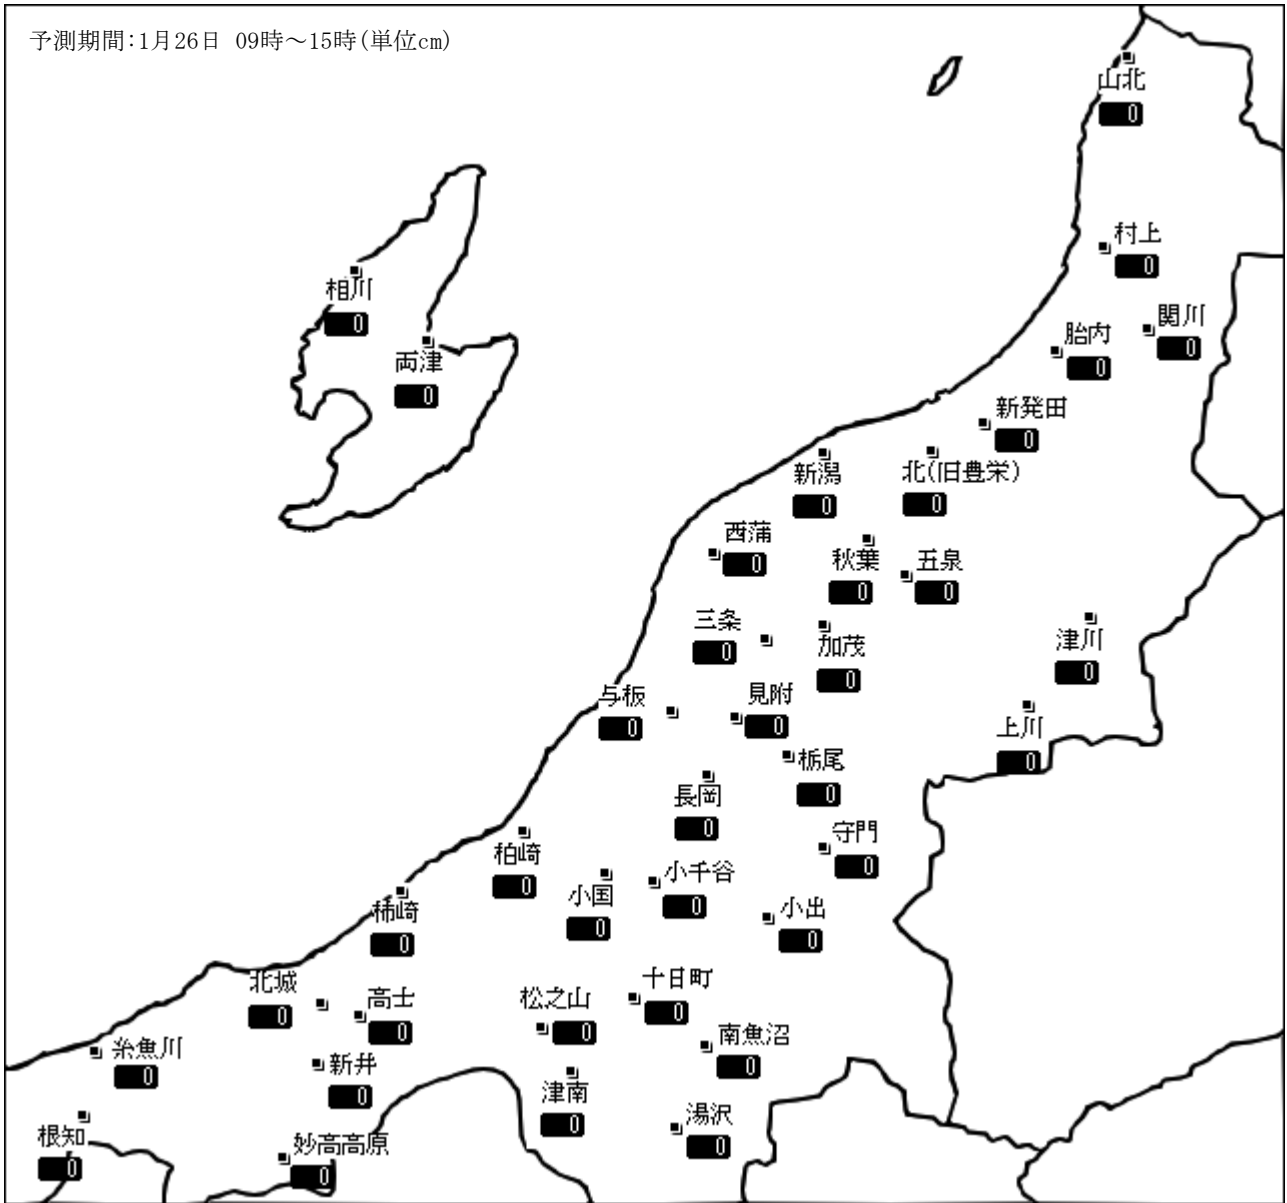 予測期間:1月26日 09時～15時(単位cm)
山北
0
村上
0
相川
0
関川
0
胎内
0
両津
0
新発田
0
新潟
0
北(旧豊栄)
0
西蒲
0
秋葉
0
五泉
0
三条
0
加茂
0
津川
0
与板
0
見附
0
上川
0
栃尾
0
長岡
0
守門
0
柏崎
0
小千谷
0
小国
0
小出
0
柿崎
0
北城
0
高士
0
松之山
0
十日町
0
糸魚川
0
新井
0
南魚沼
0
津南
0
湯沢
0
根知
0
妙高高原
0